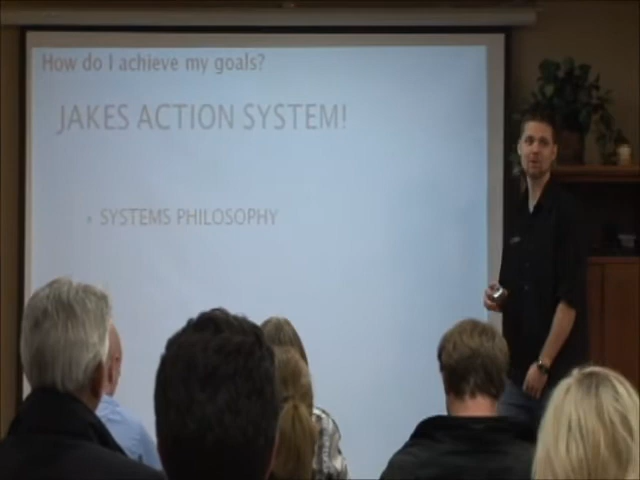 How do I achieve my goals?
JAKES ACTION SYSTEM!
• SYSTEMS PHILOSOPHY